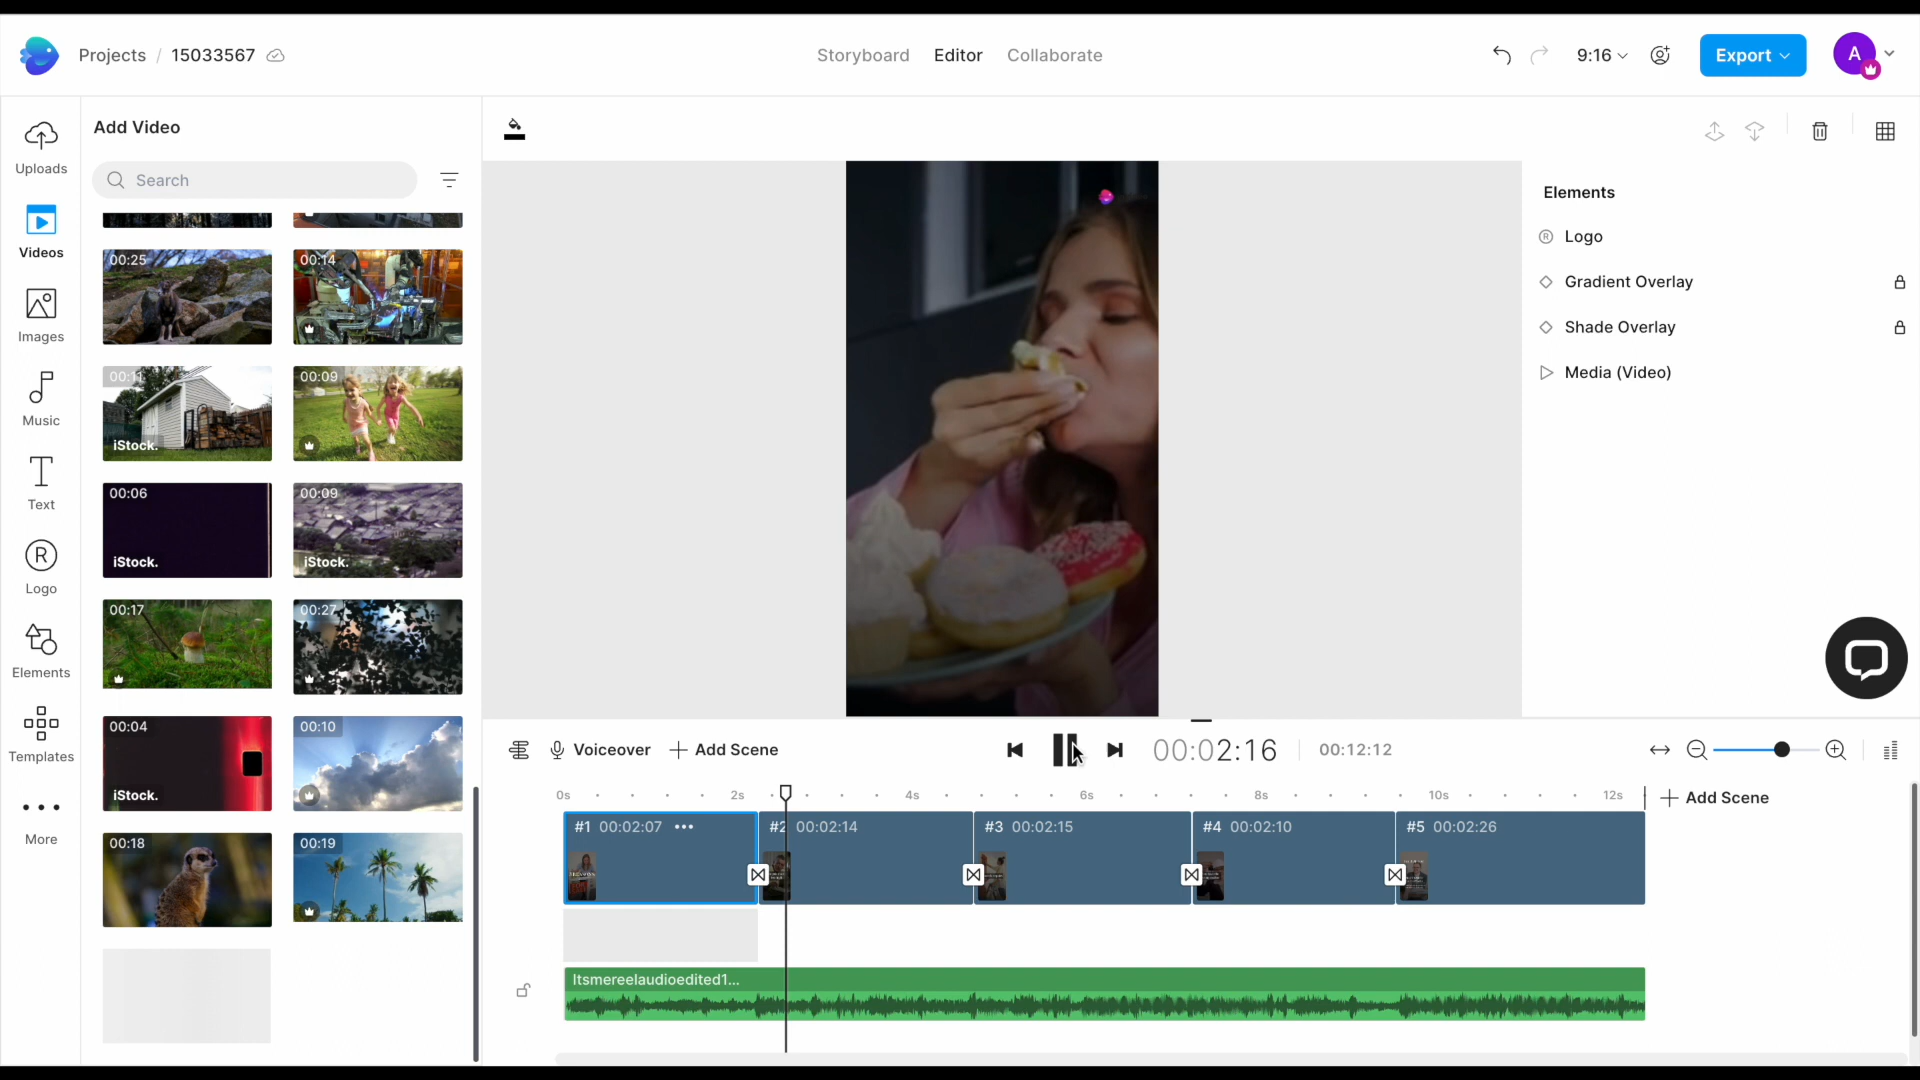 Projects / 15033567
Storyboard Editor Collaborate
9:16
Export
A
Uploads
Videos
Images
Music
Text
Logo
Elements
Templates
More
Add Video
Search
00:25
00:14
00:11
iStock.
00:09
00:06
iStock.
00:09
iStock.
00:17
00:27
00:04
iStock.
00:10
00:18
00:19
Elements
Logo
Gradient Overlay
Shade Overlay
Media (Video)
Voiceover
Add Scene
00:02:16
00:12:12
0s 2s 4s 6s 8s 10s 12s
Add Scene
#1 00:02:07
#2 00:02:14
#3 00:02:15
#4 00:02:10
#5 00:02:26
Itsmereelaudioedited1...